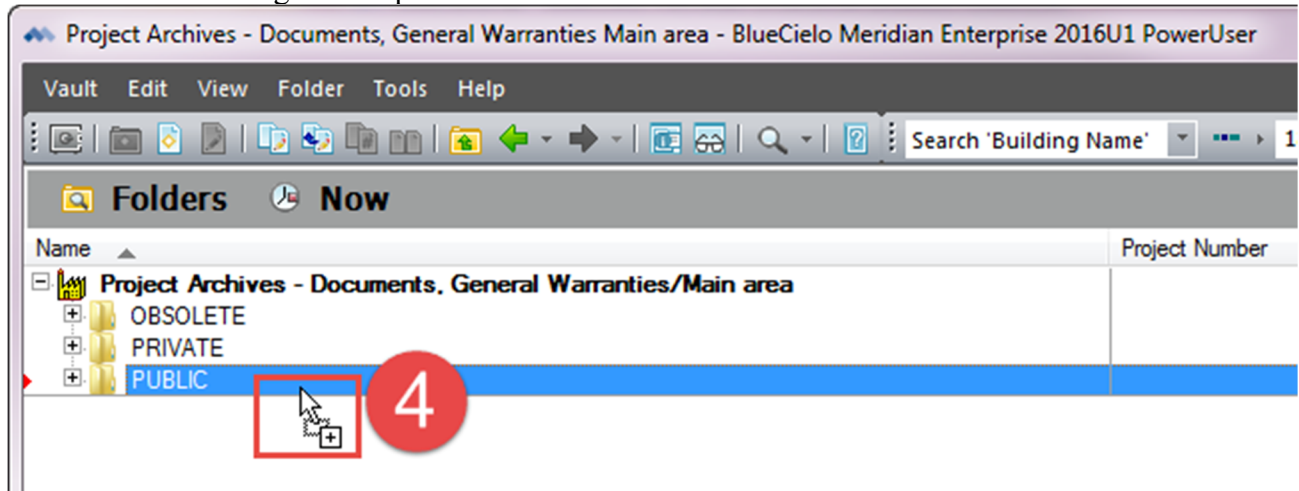 Project Archives - Documents, General Warranties Main area - BlueCielo Meridian Enterprise 2016U1 PowerUser
Vault Edit View Folder Tools Help
Search 'Building Name' 1
Folders Now
Name Project Number
Project Archives - Documents, General Warranties/Main area
OBSOLETE
PRIVATE
PUBLIC
4